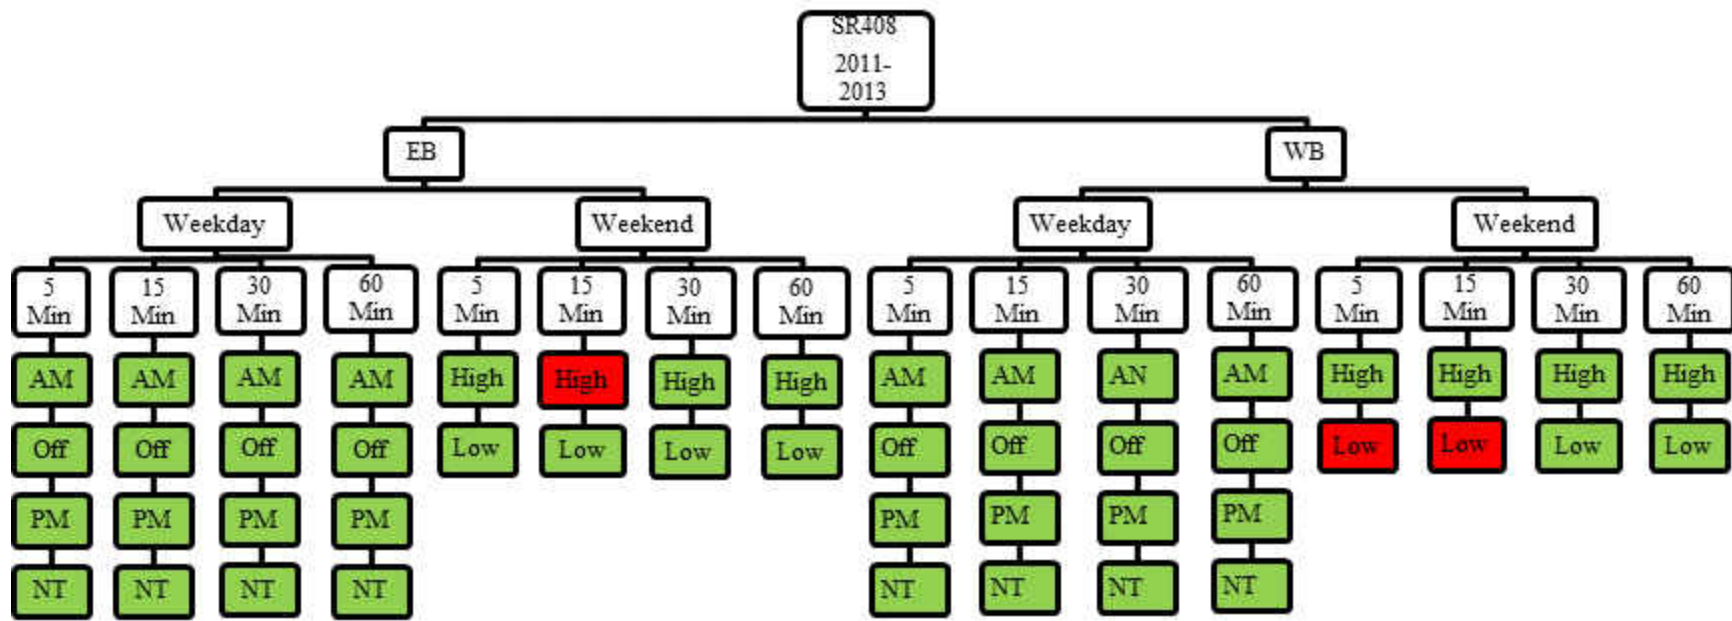 SR408
2011-
2013
EB
WB
Weekday
Weekend
Weekday
Weekend
5
Min
15
Min
30
Min
60
Min
5
Min
15
Min
30
Min
60
Min
5
Min
15
Min
30
Min
60
Min
5
Min
15
Min
30
Min
60
Min
AM
AM
AM
AM
High
High
High
High
AM
AM
AN
AM
High
High
High
High
Off
Off
Off
Off
Low
Low
Low
Low
Off
Off
Off
Off
Low
Low
Low
Low
PM
PM
PM
PM
PM
PM
PM
PM
NT
NT
NT
NT
NT
NT
NT
NT